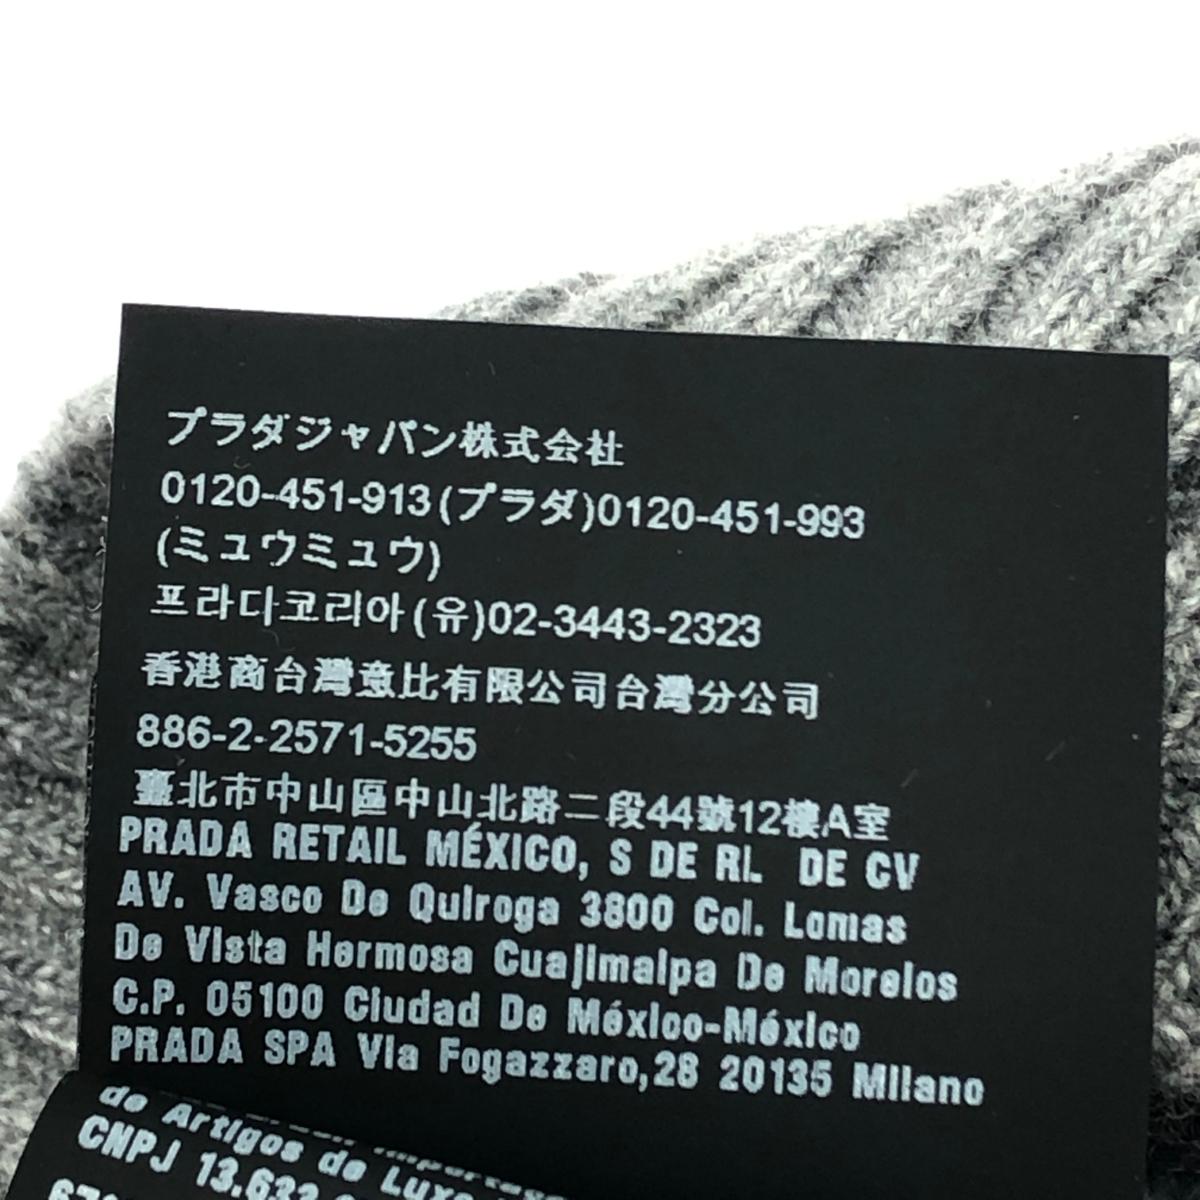 プラダジャパン株式会社
0120-451-913(プラダ)0120-451-993
(ミュウミュウ)
프라다코리아(유)02-3443-2323
香港商台灣意比有限公司台灣分公司
886-2-2571-5255
臺北市中山區中山北路二段44號12樓A室
PRADA RETAIL MÉXICO, S DE RL DE CV
AV. Vasco De Quiroga 3800 Col. Lomas
De Vista Hermosa Cuajimalpa De Morelos
C.P. 05100 Ciudad De México-México
PRADA SPA Via Fogazzaro,28 20135 Milano
de Artigos de Luxo
CNPJ 13.633